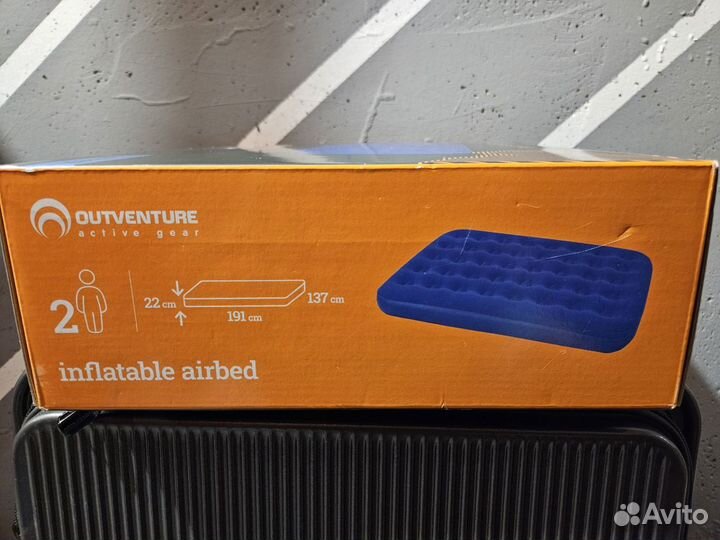 OUTVENTURE
active gear
2
22 cm
137 cm
191 cm
inflatable airbed
Avito